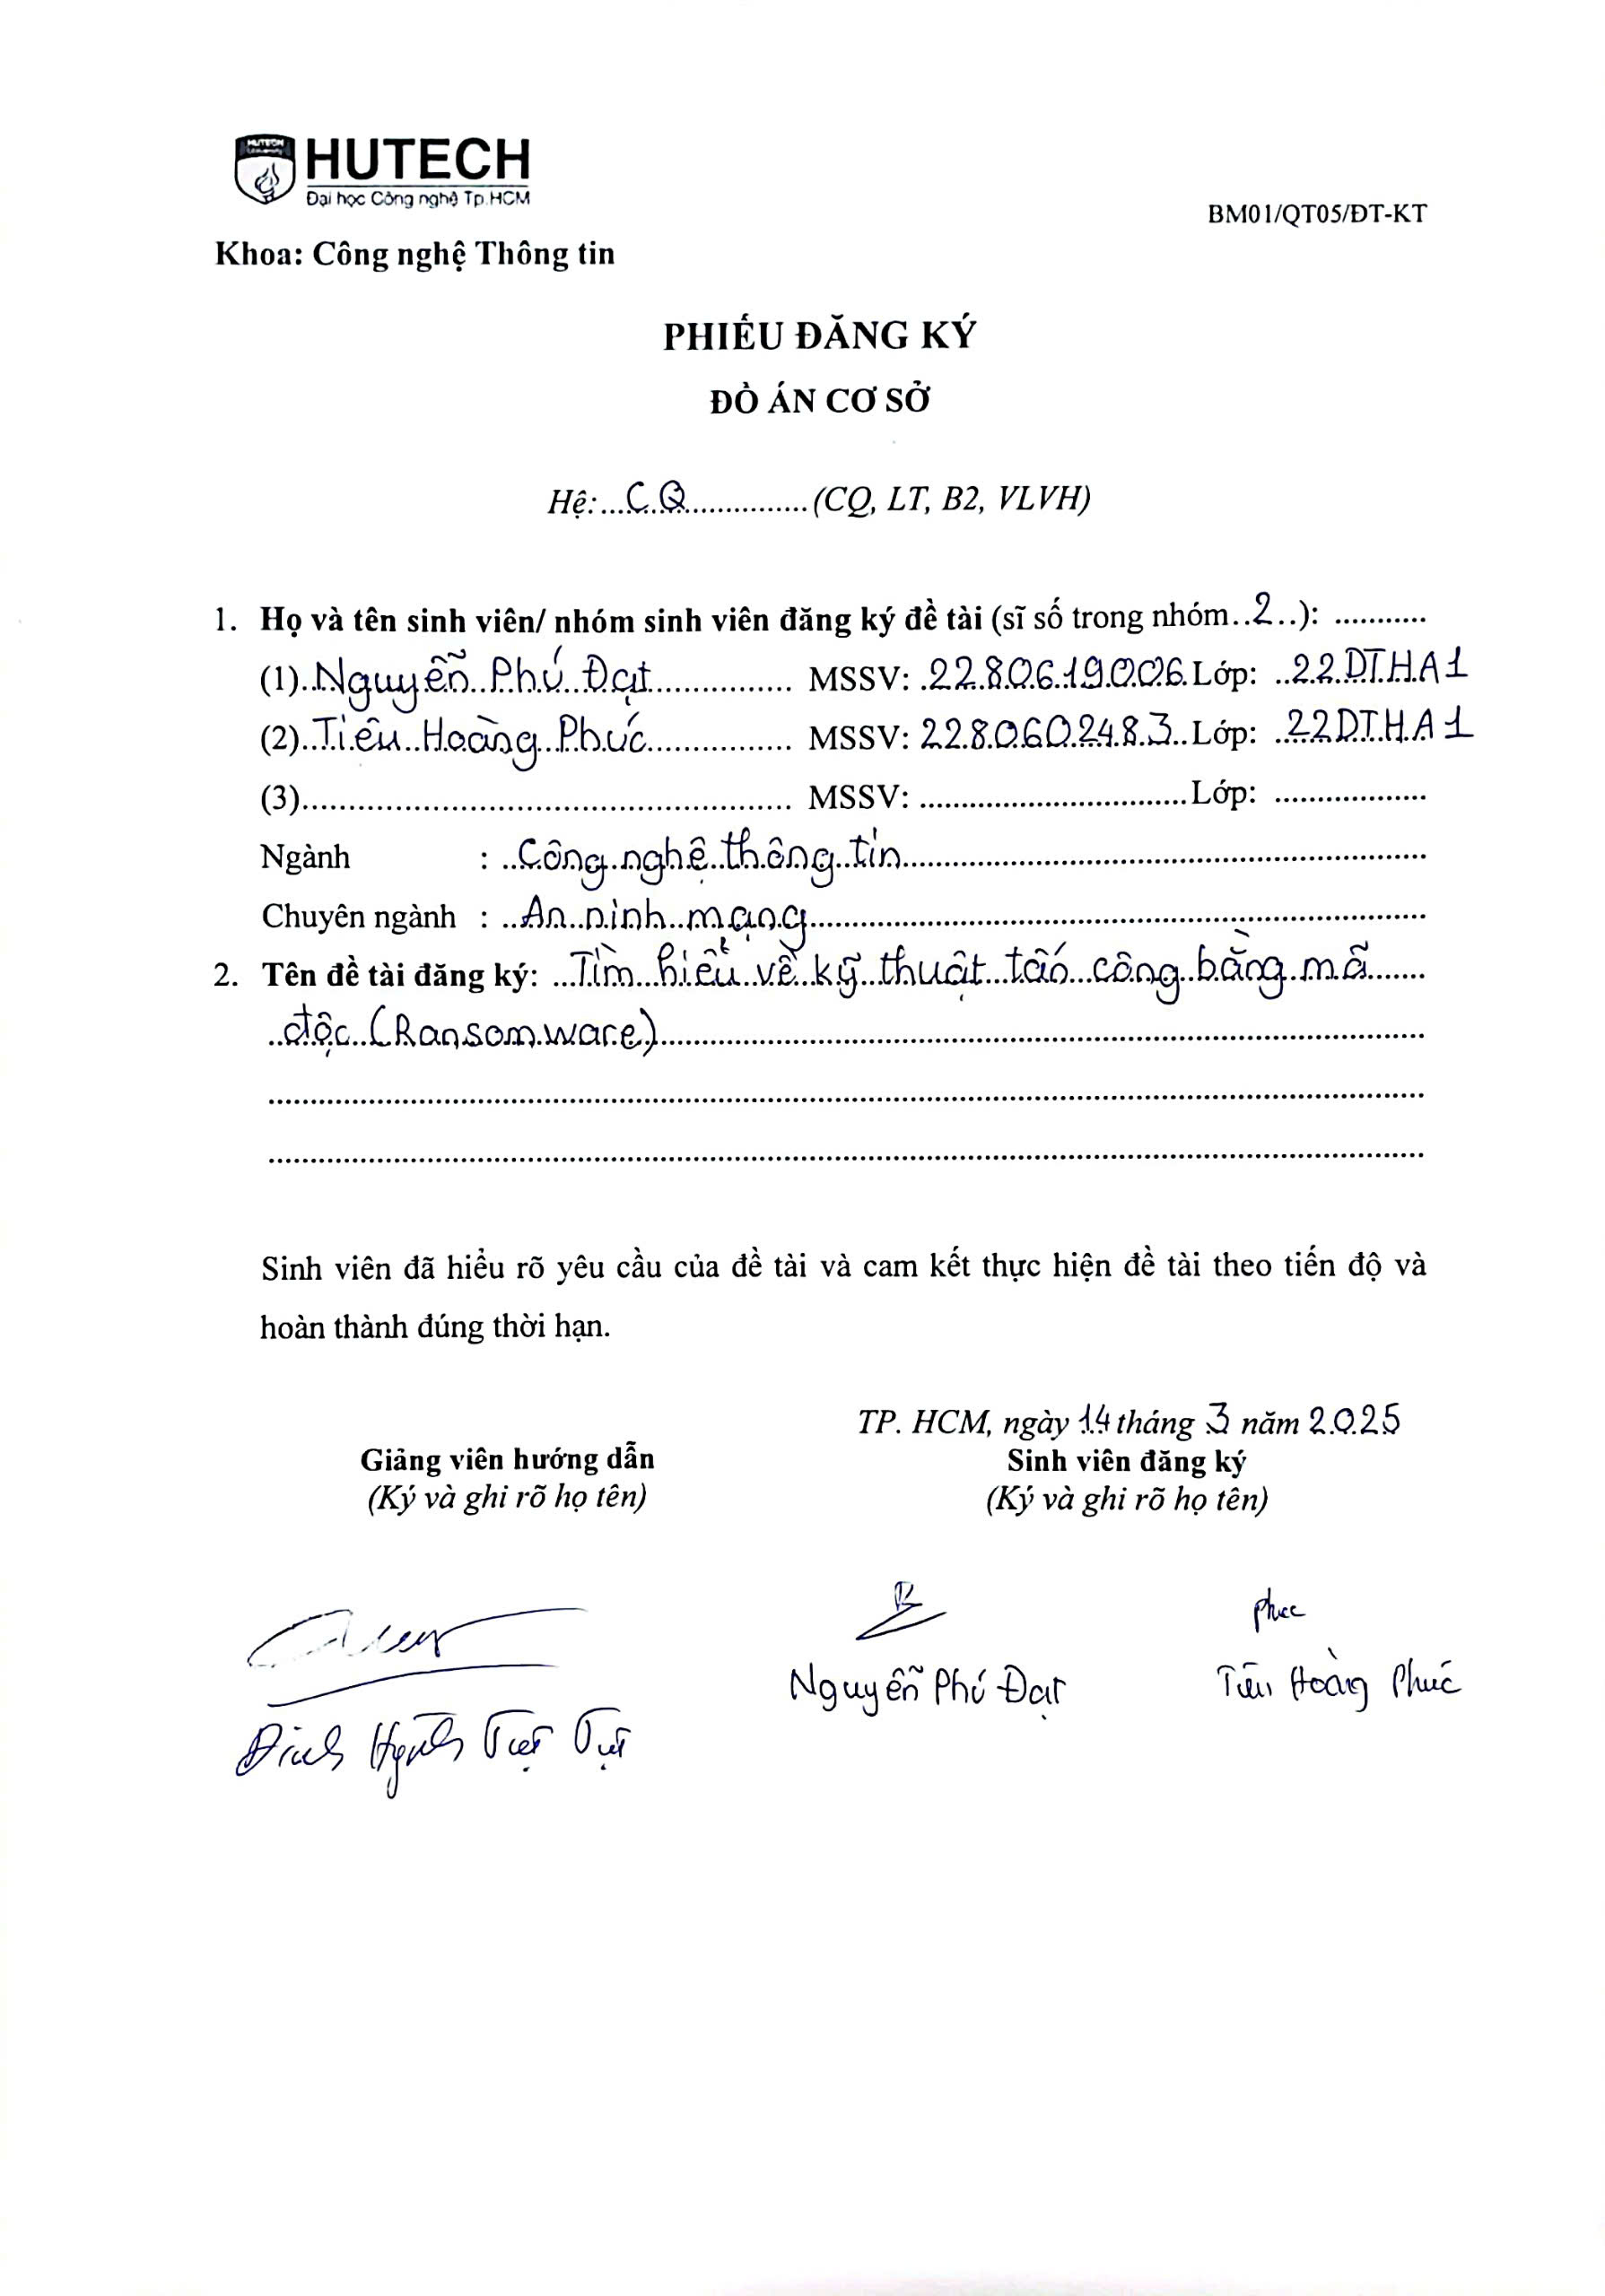 HUTECH
Đại học Công nghệ Tp.HCM
BM01/QT05/ĐT-KT
Khoa: Công nghệ Thông tin
PHIẾU ĐĂNG KÝ
ĐỒ ÁN CƠ SỞ
Hệ: CQ (CQ, LT, B2, VLVH)
1. Họ và tên sinh viên/ nhóm sinh viên đăng ký đề tài (sĩ số trong nhóm..2..): ...........
(1) Nguyễn Phú Đạt MSSV: 2280619006 Lớp: 22DTHA1
(2) Tiêu Hoàng Phúc MSSV: 2280602483 Lớp: 22DTHA1
(3) MSSV: Lớp:
Ngành : Công nghệ thông tin
Chuyên ngành : An ninh mạng
2. Tên đề tài đăng ký: Tìm hiểu về kỹ thuật tấn công bằng mã
độc (Ransomware)
Sinh viên đã hiểu rõ yêu cầu của đề tài và cam kết thực hiện đề tài theo tiến độ và
hoàn thành đúng thời hạn.
TP. HCM, ngày 14 tháng 3 năm 2025
Giảng viên hướng dẫn Sinh viên đăng ký
(Ký và ghi rõ họ tên) (Ký và ghi rõ họ tên)
Phúc
Nguyễn Phú Đạt Tiêu Hoàng Phúc
Đinh Huỳnh